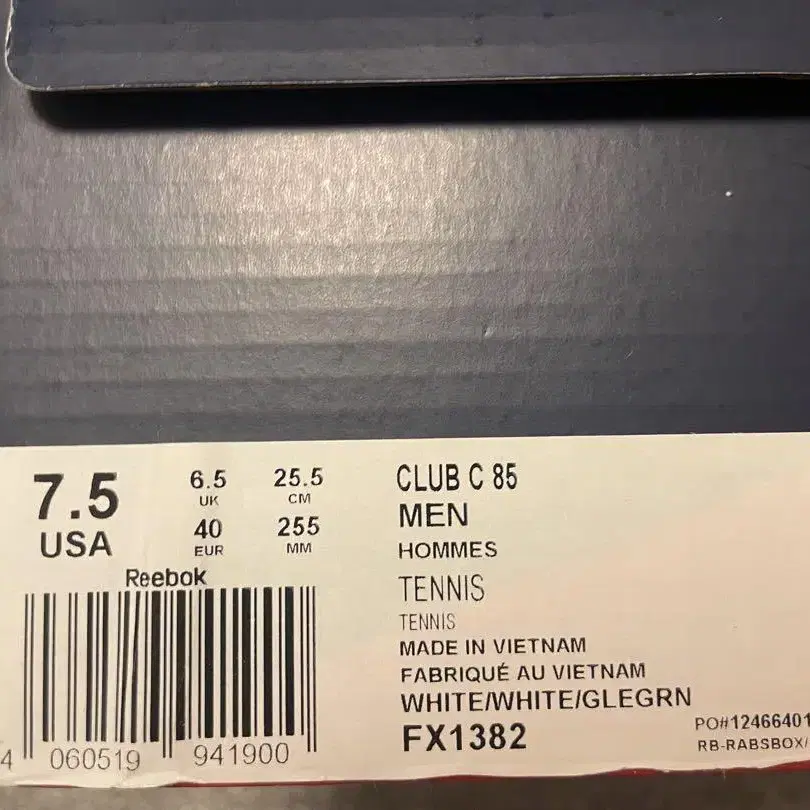 7.5
USA
6.5
UK
25.5
CM
40
EUR
255
MM
Reebok
4 060519 941900
CLUB C 85
MEN
HOMMES
TENNIS
TENNIS
MADE IN VIETNAM
FABRIQUÉ AU VIETNAM
WHITE/WHITE/GLEGRN
FX1382
PO#12466401
RB-RABSBOX/